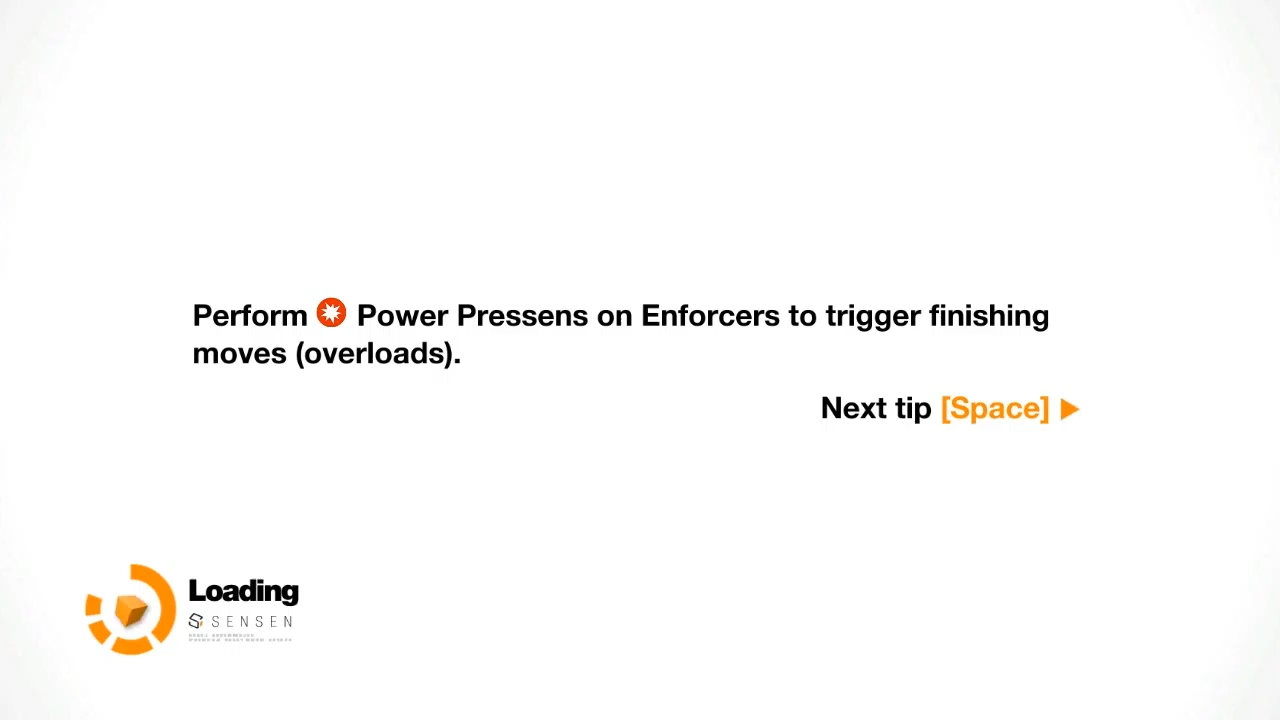 Perform Power Pressens on Enforcers to trigger finishing
moves (overloads).
Next tip [Space]
Loading
SENSEN